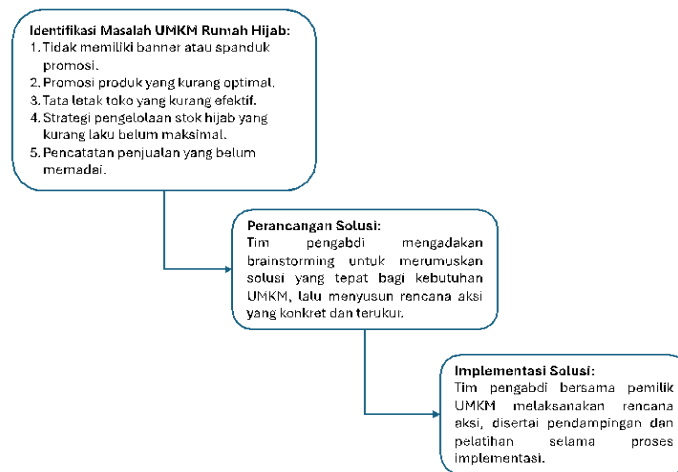 Identifikasi Masalah UMKM Rumah Hijab:
1. Tidak memiliki banner atau spanduk
promosi.
2. Promosi produk yang kurang optimal.
3. Tata letak toko yang kurang efektif.
4. Strategi pengelolaan stok hijab yang
kurang laku belum maksimal.
5. Pencatatan penjualan yang belum
memadai.
Perancangan Solusi:
Tim pengabdi mengadakan
brainstorming untuk merumuskan
solusi yang tepat bagi kebutuhan
UMKM, lalu menyusun rencana aksi
yang konkret dan terukur.
Implementasi Solusi:
Tim pengabdi bersama pemilik
UMKM melaksanakan rencana
aksi, disertai pendampingan dan
pelatihan selama proses
implementasi.